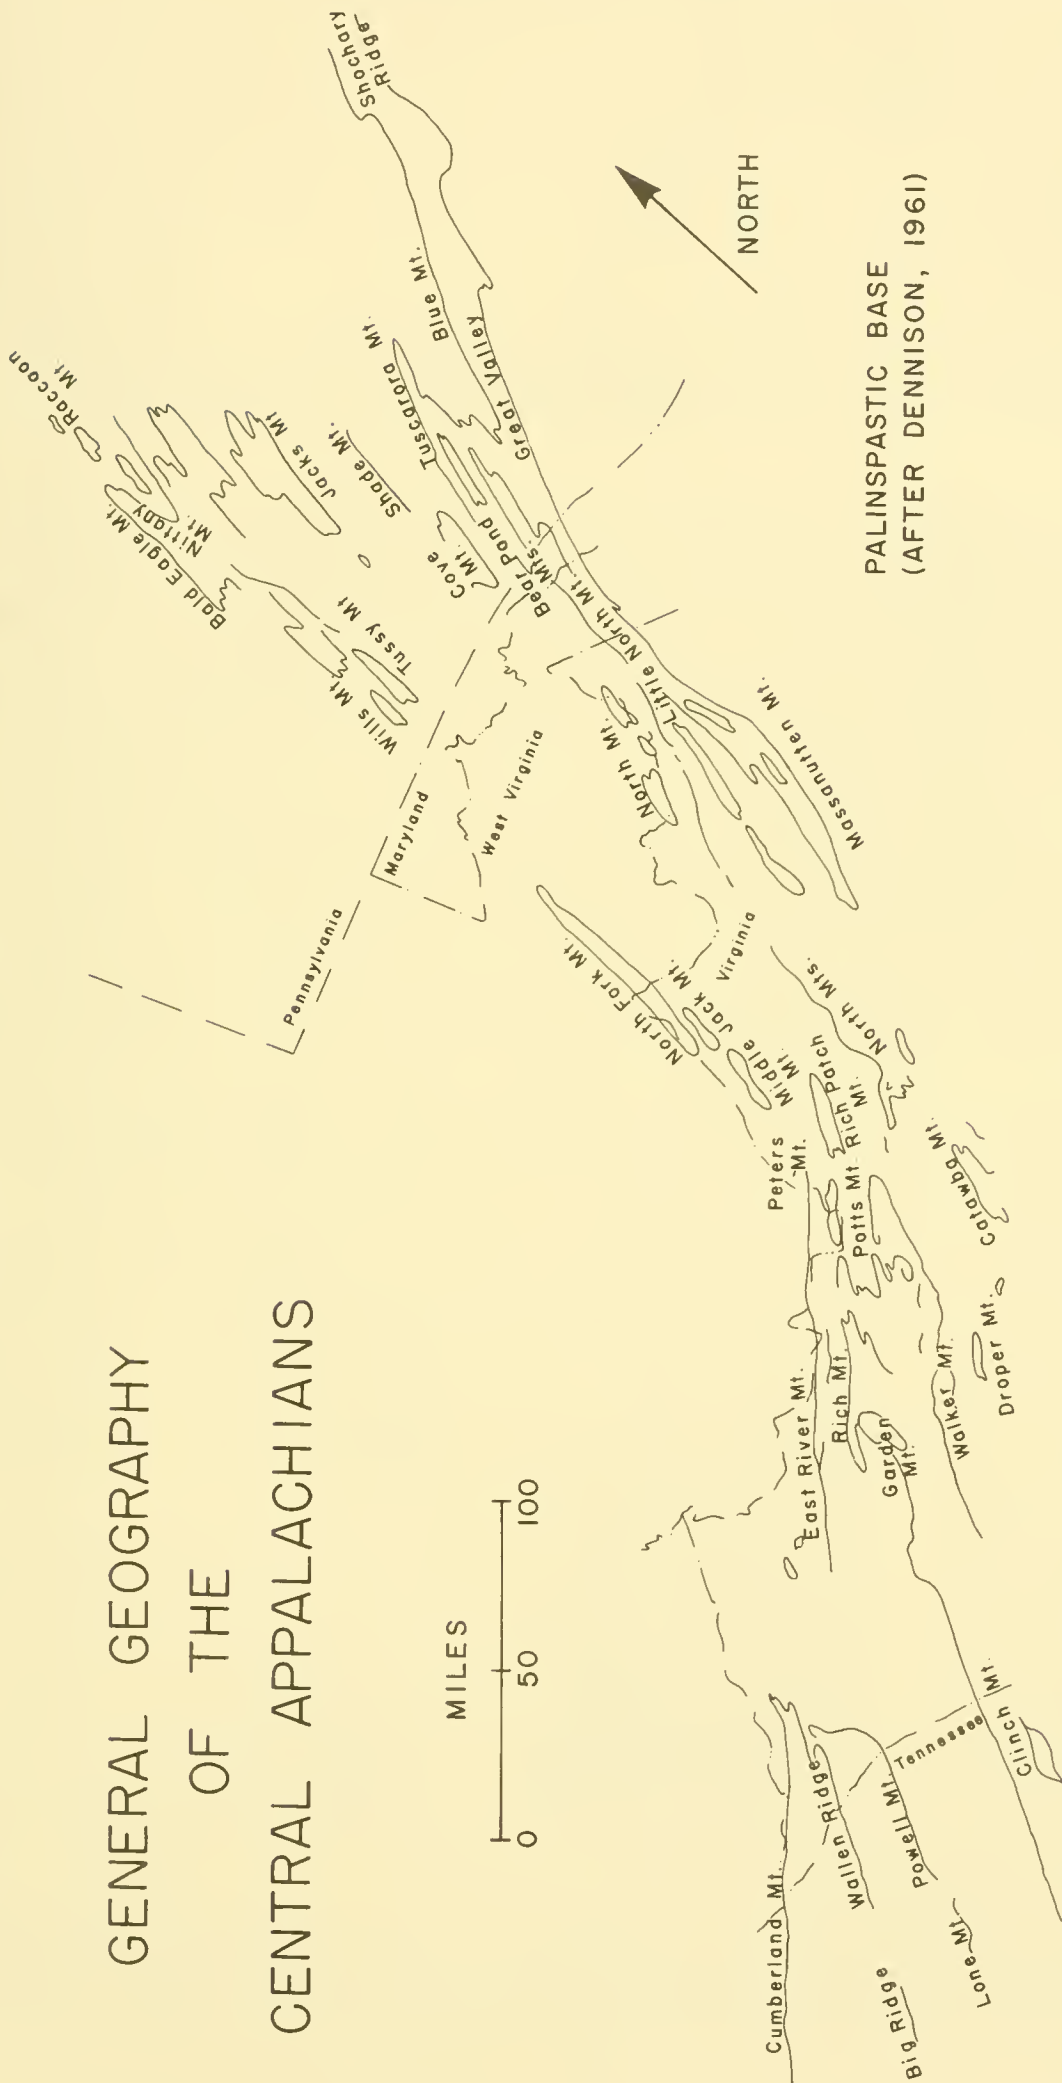 GENERAL GEOGRAPHY
OF THE
CENTRAL APPALACHIANS
MILES
0 50 100
Pennsylvania
Maryland
West Virginia
Virginia
Tennessee
Raccoon
Mt.
Bald Eagle Mt.
Nittany
Mt.
Jacks Mt
Shade Mt.
Tussy Mt
Wills Mt
Cove
Mt.
Tuscarora Mt.
Bear Pond
Mts.
Blue Mt.
Great Valley
Shochary
Ridge
Little North Mt.
North Mt.
Massanutten Mt.
North Fork Mt.
Jack Mt.
Middle
Mt.
North Mts.
Rich Patch
Mt.
Peters
Mt.
Potts Mt
Rich
Catawba Mt.
Draper Mt.
East River Mt.
Rich Mt.
Garden
Mt.
Walker Mt.
Clinch Mt.
Cumberland Mt.
Wallen Ridge
Powell Mt.
Lone Mt.
Big Ridge
NORTH
PALINSPASTIC BASE
(AFTER DENNISON, 1961)